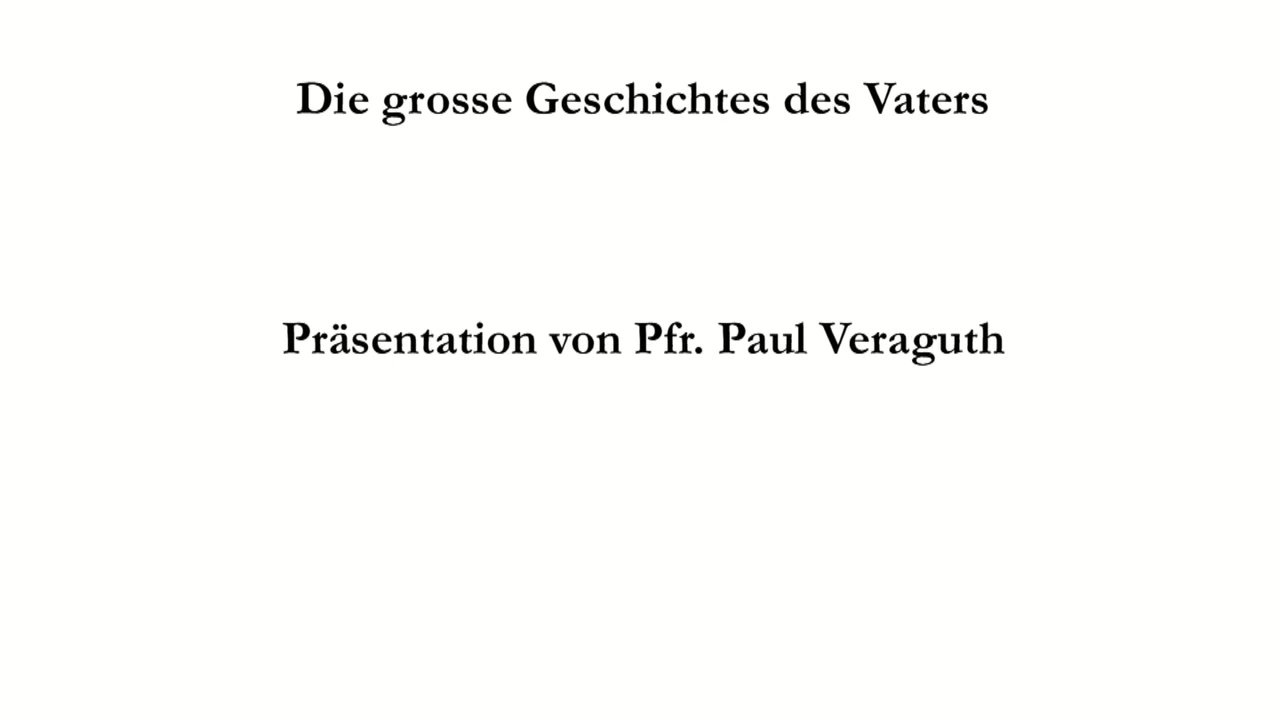 Die grosse Geschichtes des Vaters
Präsentation von Pfr. Paul Veraguth